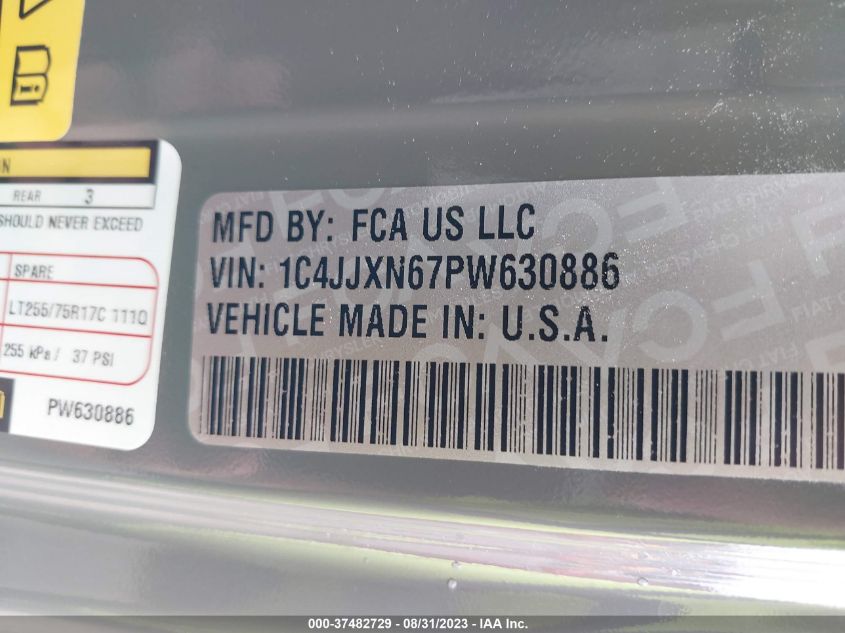 N
REAR 3
SHOULD NEVER EXCEED
SPARE
LT255/75R17C 111Q
255 kPa / 37 PSI
PW630886
MFD BY: FCA US LLC
VIN: 1C4JJXN67PW630886
VEHICLE MADE IN: U.S.A.
000-37482729 - 08/31/2023 - IAA Inc.